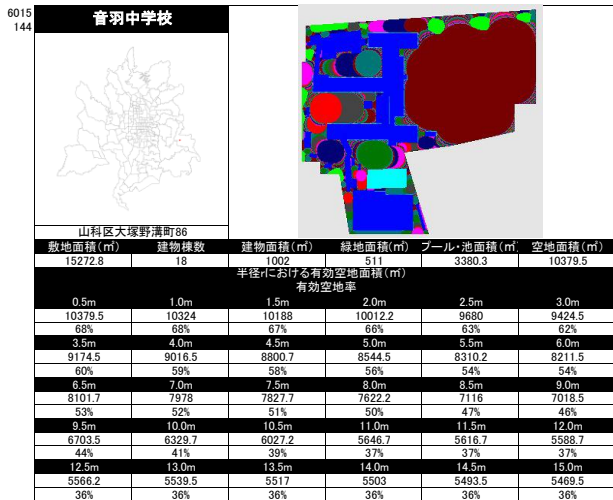 6015
144
音羽中学校
山科区大塚野溝町86
敷地面積(㎡) 建物棟数 建物面積(㎡) 緑地面積(㎡) プール・池面積(㎡) 空地面積(㎡)
15272.8 18 1002 511 3380.3 10379.5
半径rにおける有効空地面積(㎡)
有効空地率
0.5m 1.0m 1.5m 2.0m 2.5m 3.0m
10379.5 10324 10188 10012.2 9680 9424.5
68% 68% 67% 66% 63% 62%
3.5m 4.0m 4.5m 5.0m 5.5m 6.0m
9174.5 9016.5 8800.7 8544.5 8310.2 8211.5
60% 59% 58% 56% 54% 54%
6.5m 7.0m 7.5m 8.0m 8.5m 9.0m
8101.7 7978 7827.7 7622.2 7116 7018.5
53% 52% 51% 50% 47% 46%
9.5m 10.0m 10.5m 11.0m 11.5m 12.0m
6703.5 6329.7 6027.2 5646.7 5616.7 5588.7
44% 41% 39% 37% 37% 37%
12.5m 13.0m 13.5m 14.0m 14.5m 15.0m
5566.2 5539.5 5517 5503 5493.5 5469.5
36% 36% 36% 36% 36% 36%